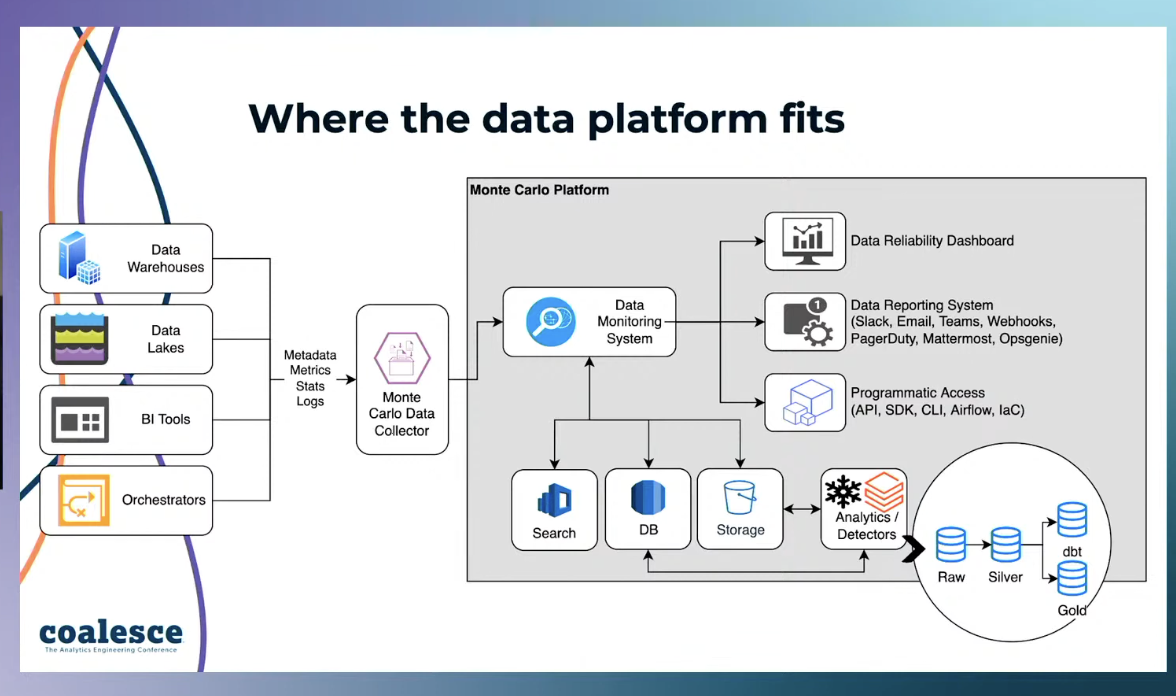 Where the data platform fits
Monte Carlo Platform
Data
Warehouses
Data
Lakes
BI Tools
Orchestrators
Metadata
Metrics
Stats
Logs
Monte
Carlo Data
Collector
Data
Monitoring
System
Data Reliability Dashboard
1
Data Reporting System
(Slack, Email, Teams, Webhooks,
PagerDuty, Mattermost, Opsgenie)
Programmatic Access
(API, SDK, CLI, Airflow, IaC)
Search
DB
Storage
Analytics /
Detectors
Raw
Silver
dbt
Gold
coalesce
The Analytics Engineering Conference